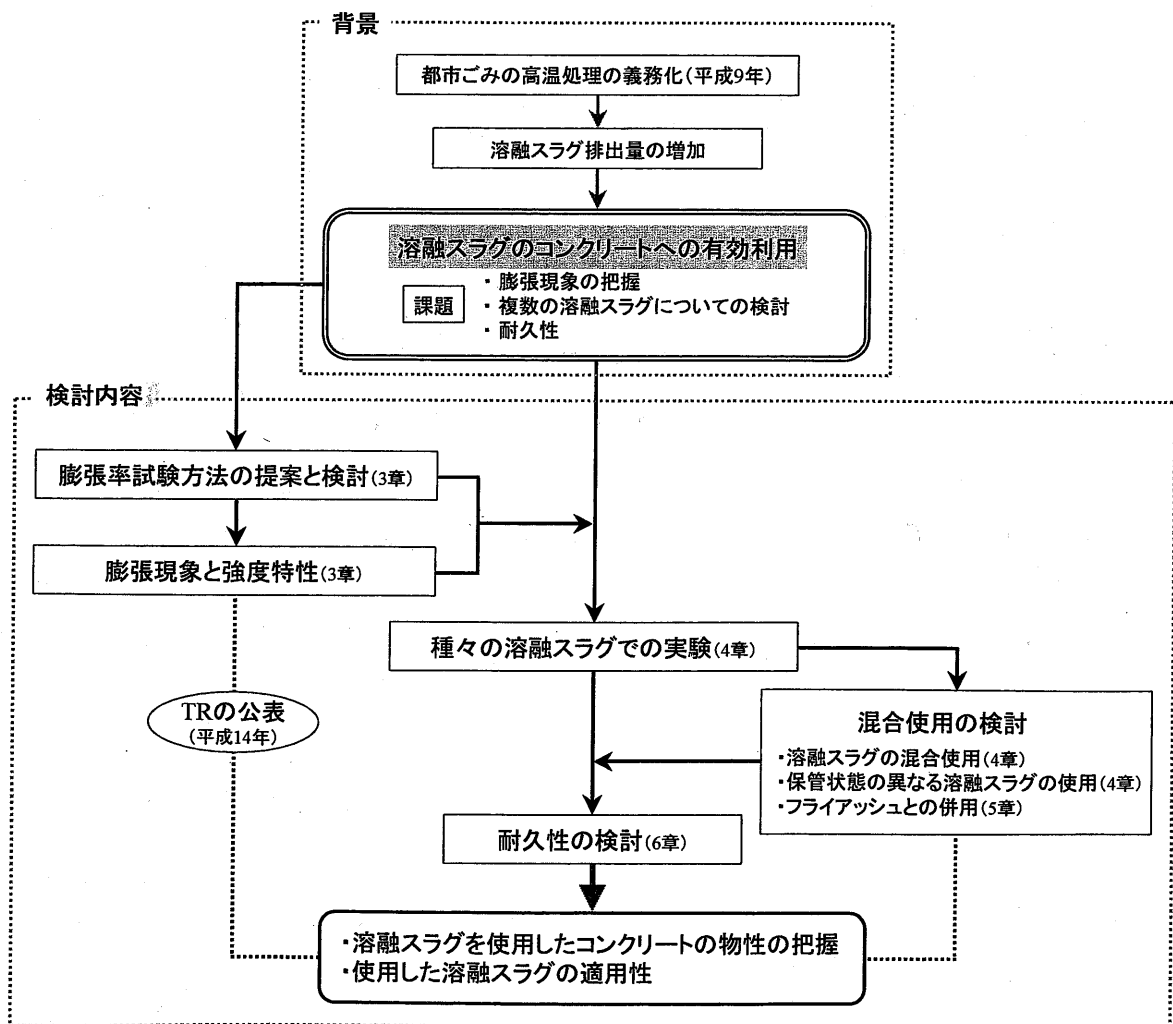 背景
都市ごみの高温処理の義務化(平成9年)
溶融スラグ排出量の増加
溶融スラグのコンクリートへの有効利用
課題
・膨張現象の把握
・複数の溶融スラグについての検討
・耐久性
検討内容
膨張率試験方法の提案と検討(3章)
膨張現象と強度特性(3章)
種々の溶融スラグでの実験(4章)
TRの公表
(平成14年)
混合使用の検討
・溶融スラグの混合使用(4章)
・保管状態の異なる溶融スラグの使用(4章)
・フライアッシュとの併用(5章)
耐久性の検討(6章)
・溶融スラグを使用したコンクリートの物性の把握
・使用した溶融スラグの適用性